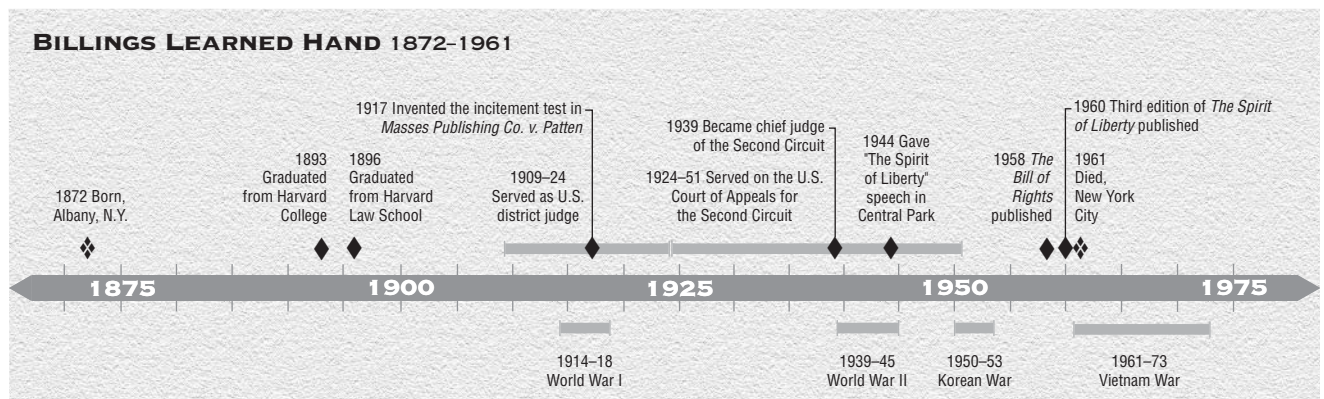 BILLINGS LEARNED HAND 1872–1961
1872 Born,
Albany, N.Y.
1893
Graduated
from Harvard
College
1896
Graduated
from Harvard
Law School
1917 Invented the incitement test in
Masses Publishing Co. v. Patten
1909–24
Served as U.S.
district judge
1939 Became chief judge
of the Second Circuit
1924–51 Served on the U.S.
Court of Appeals for
the Second Circuit
1944 Gave
"The Spirit
of Liberty"
speech in
Central Park
1958 The
Bill of
Rights
published
1960 Third edition of The Spirit
of Liberty published
1961
Died,
New York
City
1875 1900 1925 1950 1975
1914–18
World War I
1939–45
World War II
1950–53
Korean War
1961–73
Vietnam War